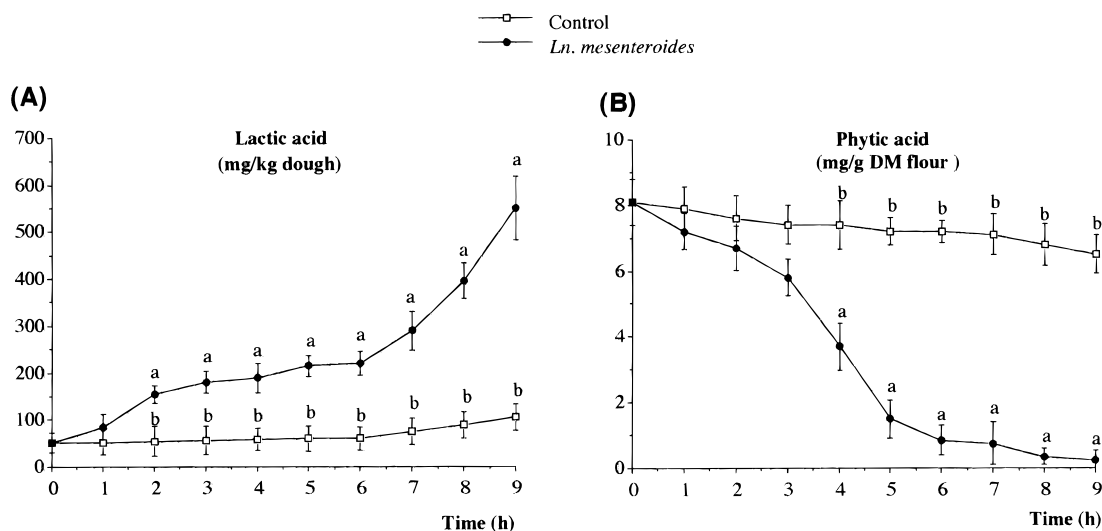 Control
Ln. mesenteroides
(A)
Lactic acid
(mg/kg dough)
700
600
500
400
300
200
100
0
a
a
a
a
a
a
a
a
b
b
b
b
b
b
b
b
0 1 2 3 4 5 6 7 8 9
Time (h)
(B)
Phytic acid
(mg/g DM flour )
10
8
6
4
2
0
b
b
b
b
b
b
a
a
a
a
a
a
0 1 2 3 4 5 6 7 8 9
Time (h)